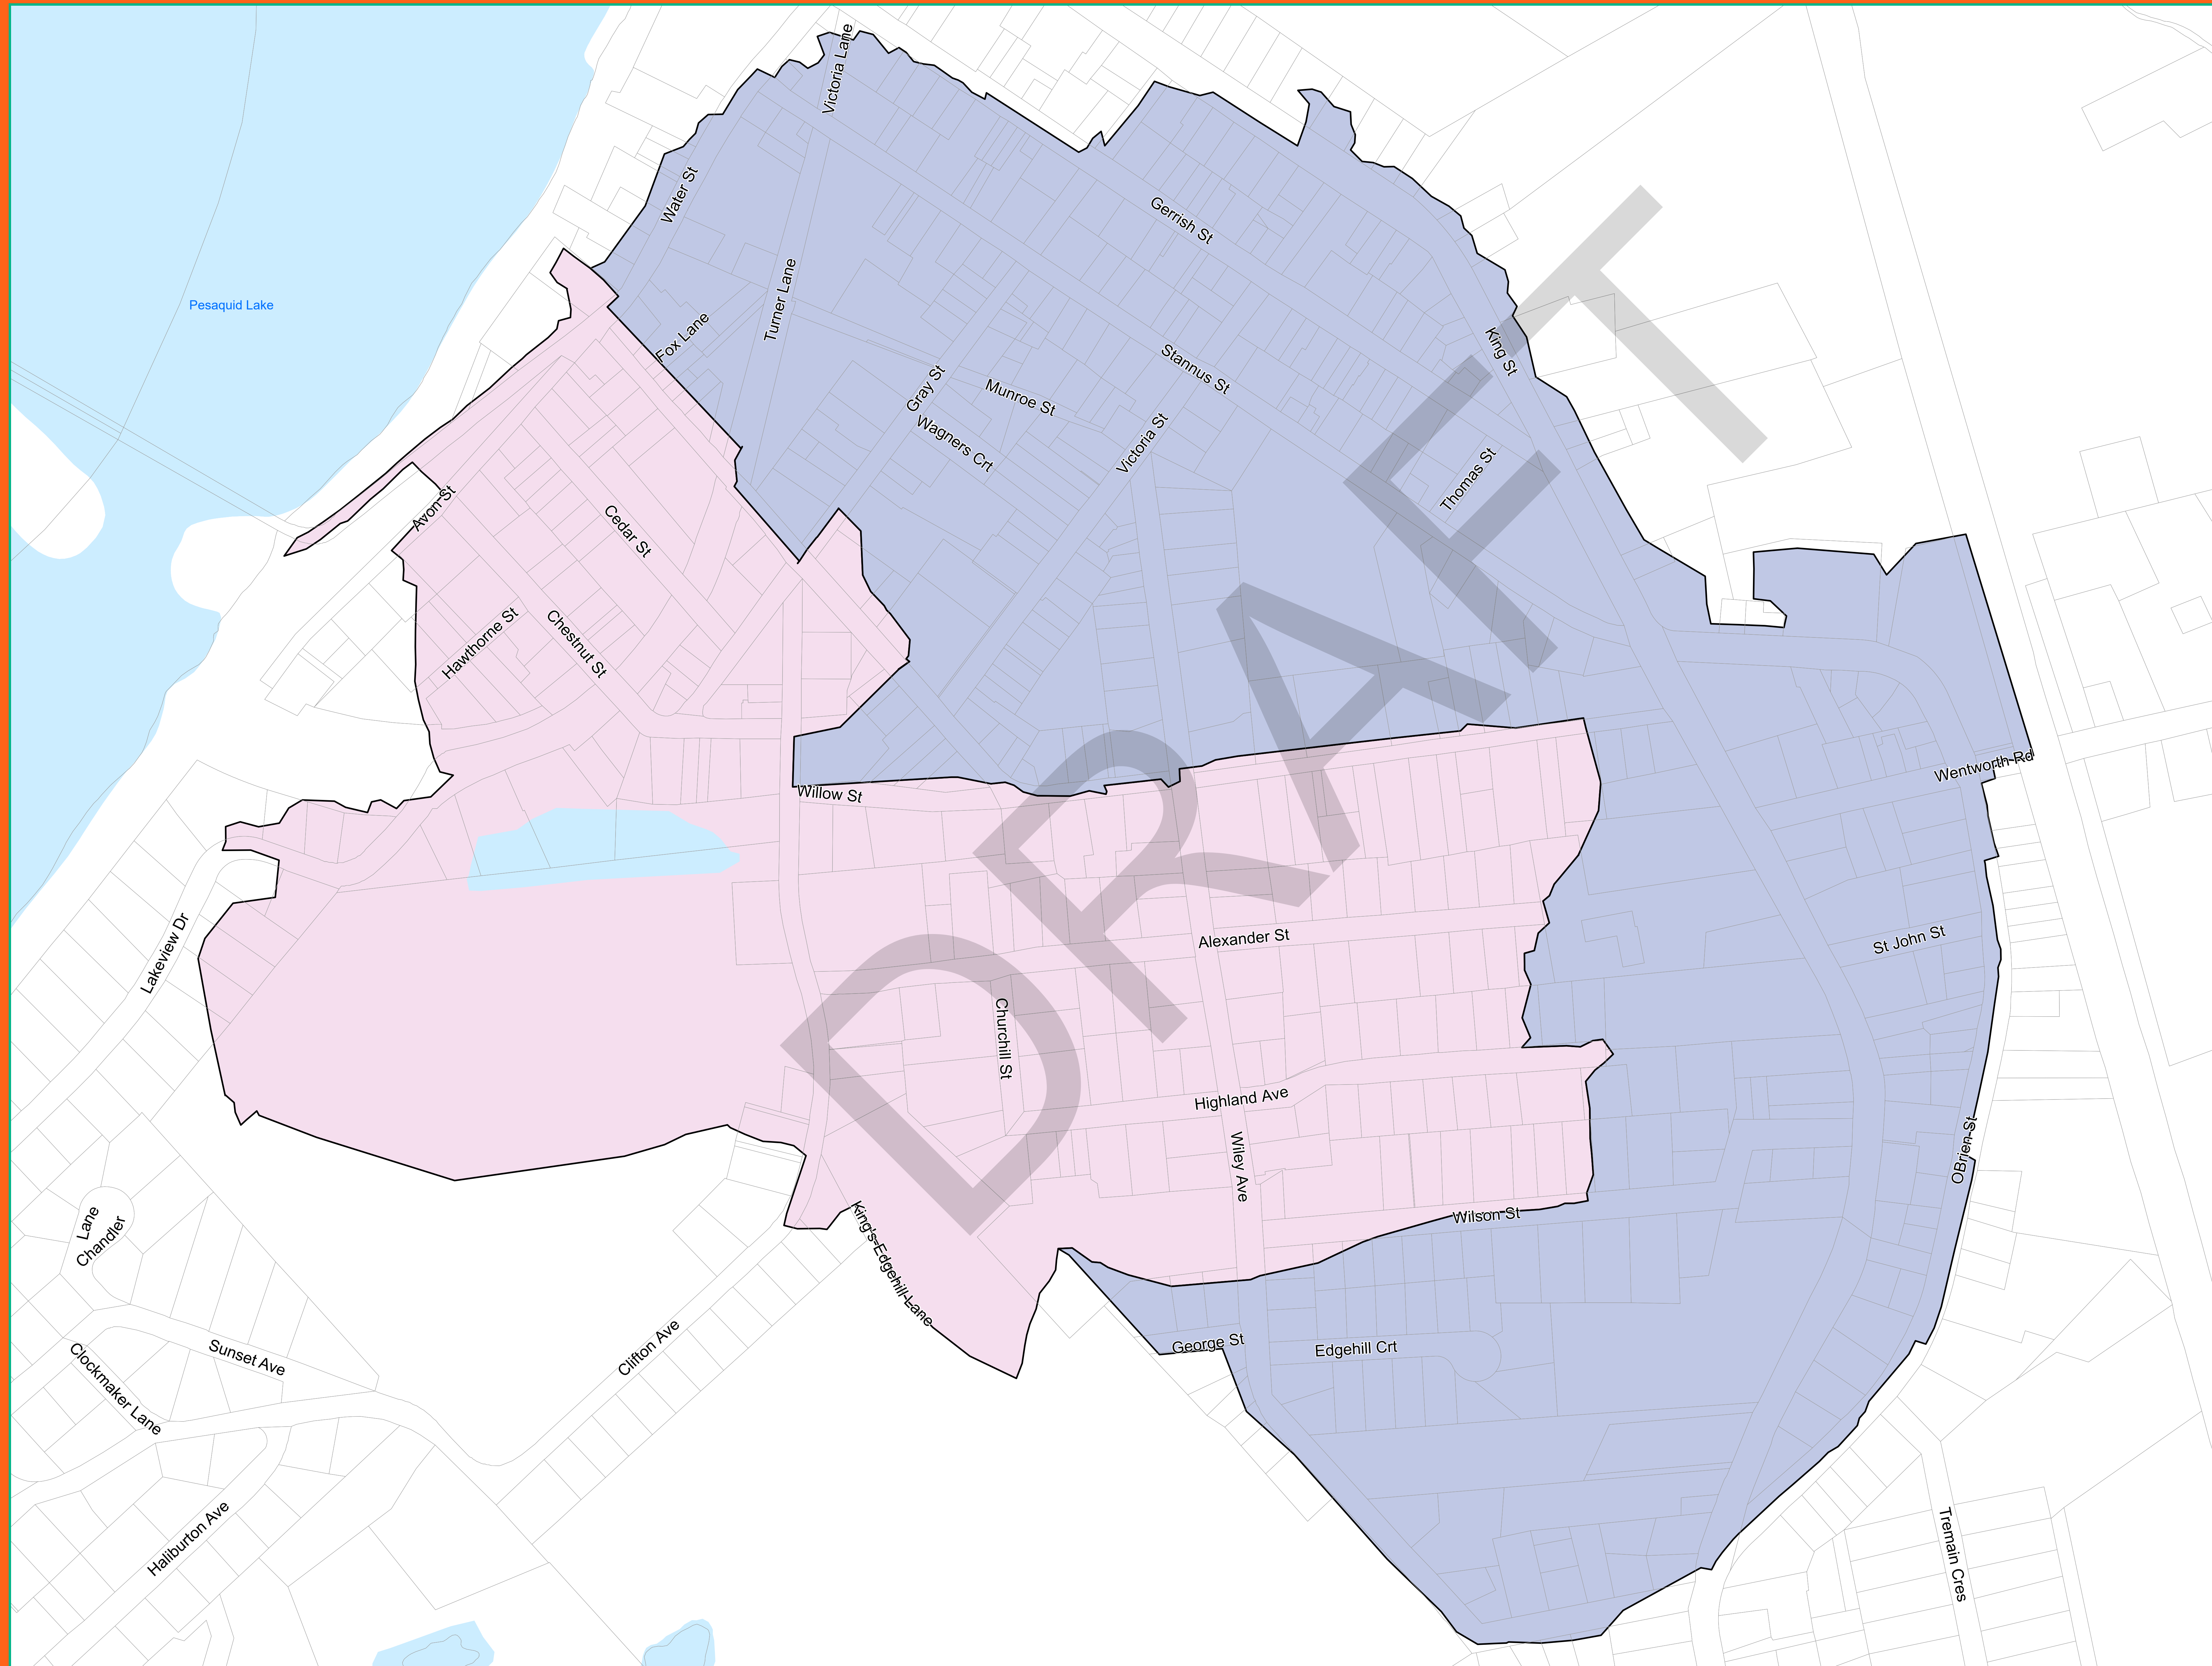 Victoria Lane
Water St
Gerrish St
Pesaquid Lake
Turner Lane
Fox Lane
King St
Stannus St
Gray St
Munroe St
Wagners Crt
Victoria St
Thomas St
Avon St
Cedar St
Hawthorne St
Chestnut St
Wentworth Rd
Willow St
DRAFT
Lakeview Dr
Alexander St
St John St
Churchill St
Highland Ave
Wiley Ave
OBrien St
Lane
Chandler
King's-Edgehill Lane
Wilson St
George St
Edgehill Crt
Sunset Ave
Clifton Ave
Clockmaker Lane
Haliburton Ave
Tremain Cres